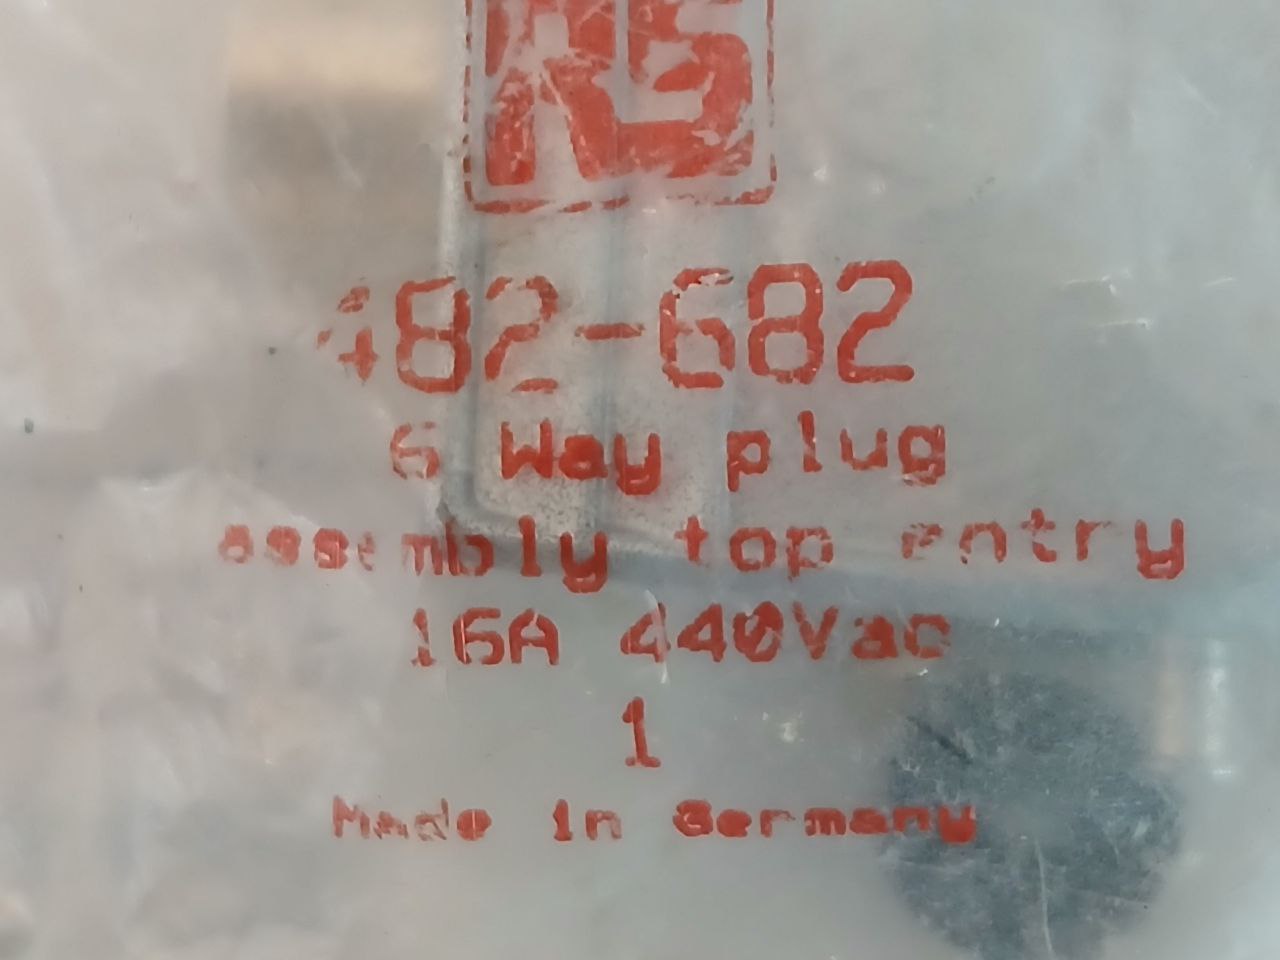 RS
482-682
6 Way plug
assembly top entry
16A 440Vac
1
Made in Germany